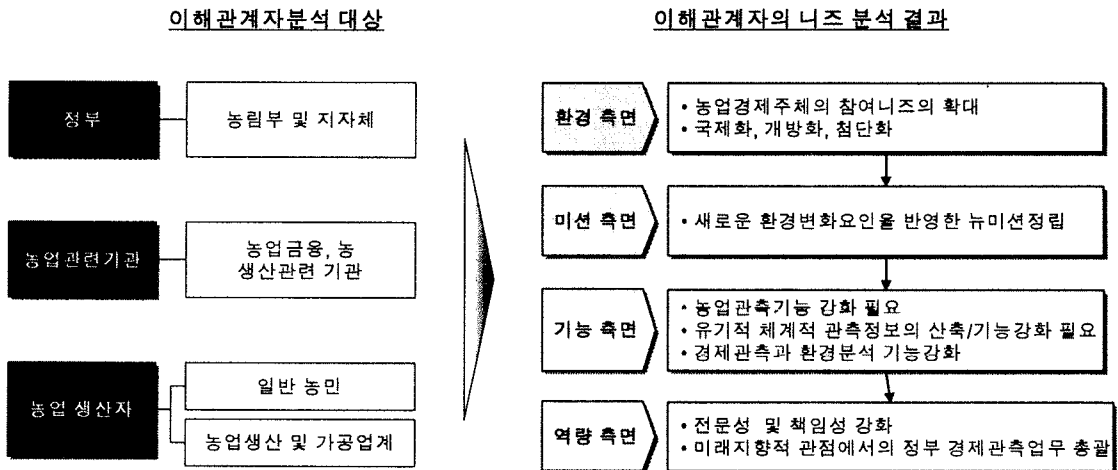 이해관계자분석 대상
정부
농림부 및 지자체
농업관련기관
농업금융, 농
생산관련 기관
농업 생산자
일반 농민
농업생산 및 가공업계
이해관계자의 니즈 분석 결과
환경 측면
• 농업경제주체의 참여니즈의 확대
• 국제화, 개방화, 첨단화
미션 측면
• 새로운 환경변화요인을 반영한 뉴미션정립
기능 측면
• 농업관측기능 강화 필요
• 유기적 체계적 관측정보의 산축/기능강화 필요
• 경제관측과 환경분석 기능강화
역량 측면
• 전문성 및 책임성 강화
• 미래지향적 관점에서의 정부 경제관측업무 총괄